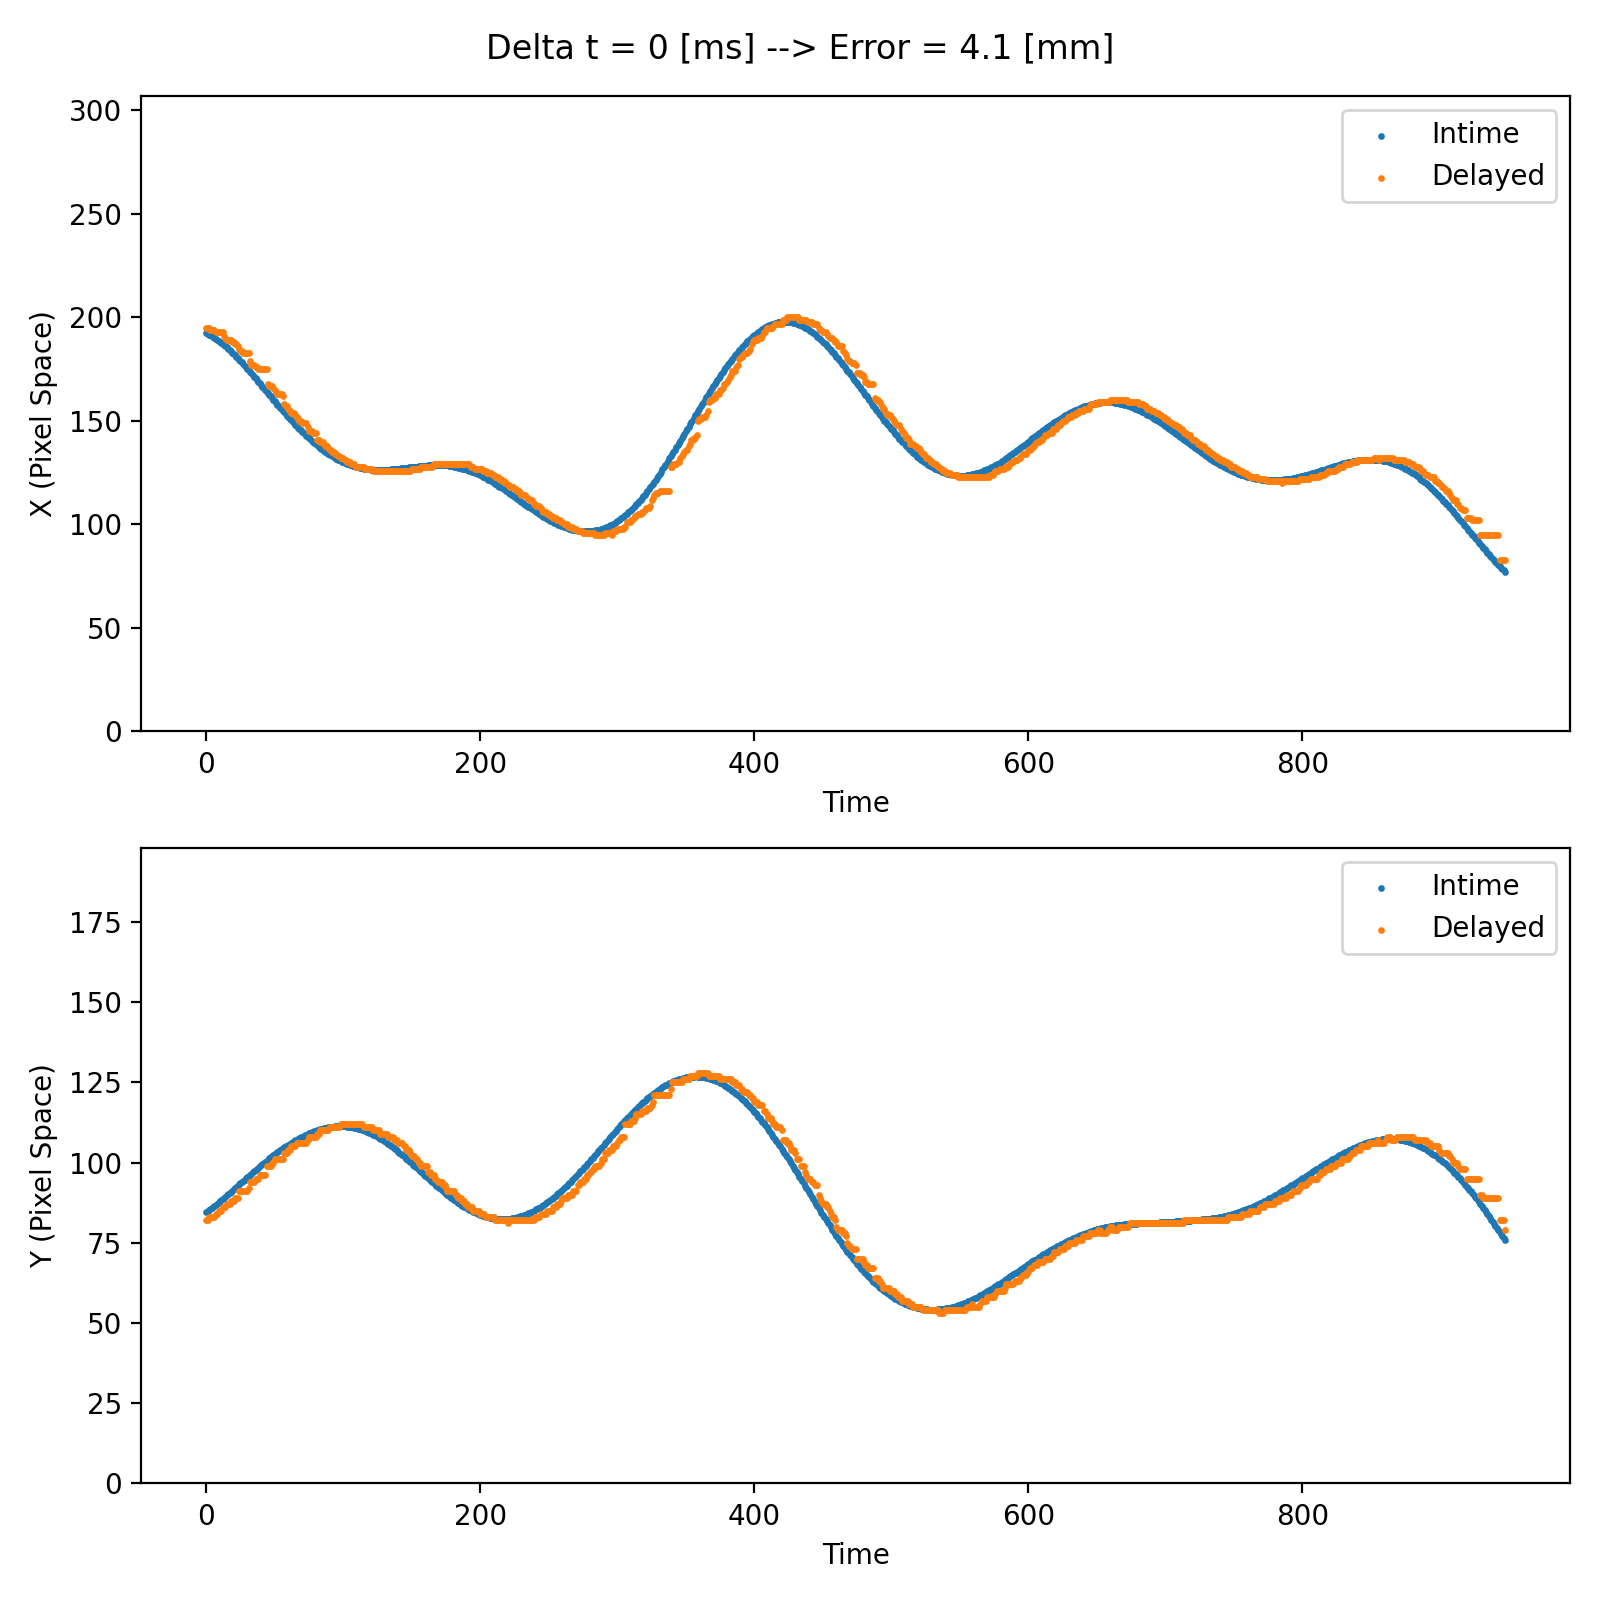 Delta t = 0 [ms] --> Error = 4.1 [mm]
300
250
200
150
100
50
0
X (Pixel Space)
Intime
Delayed
0 200 400 600 800
Time
175
150
125
100
75
50
25
0
Y (Pixel Space)
Intime
Delayed
0 200 400 600 800
Time